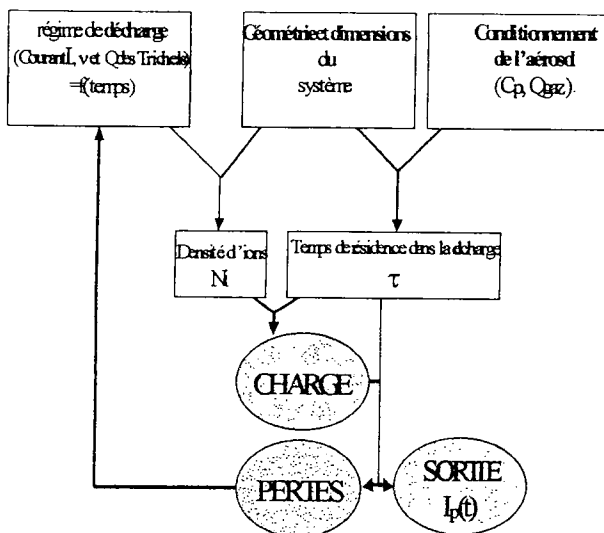 régime de décharge
(Courant I, ν et Q des Trichels)
=f(temps)
Géométrie et dimensions
du
système
Conditionnement
de l'aérosol
(Cp, Qgaz).
Densité d'ions
Ni
Temps de résidence dans la décharge
τ
CHARGE
PERTES
SORTIE
Ip(t)